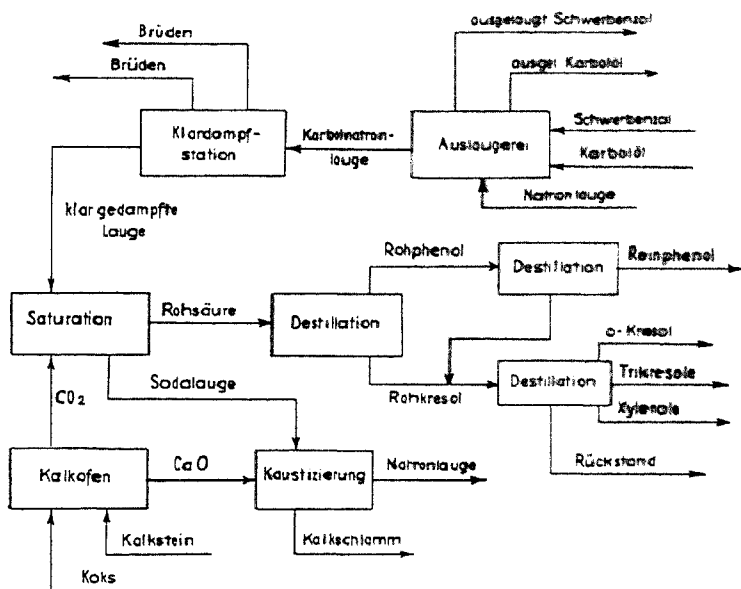 Brüden
Brüden
ausgelaugt Schwerbenzol
ausgel Karbolöl
Klardampf-
station
Karbolnatron-
lauge
Auslaugerei
Schwerbenzol
Karbolöl
Natronlauge
klargedampfte
Lauge
Rohphenol
Destillation
Reinphenol
Saturation
Rohsäure
Destillation
o-Kresol
Rohkresol
Destillation
Trikresole
Xylenole
CO₂
Sodalauge
Rückstand
Kalkofen
CaO
Kaustizierung
Natronlauge
Kalkstein
Kalkschlamm
Koks